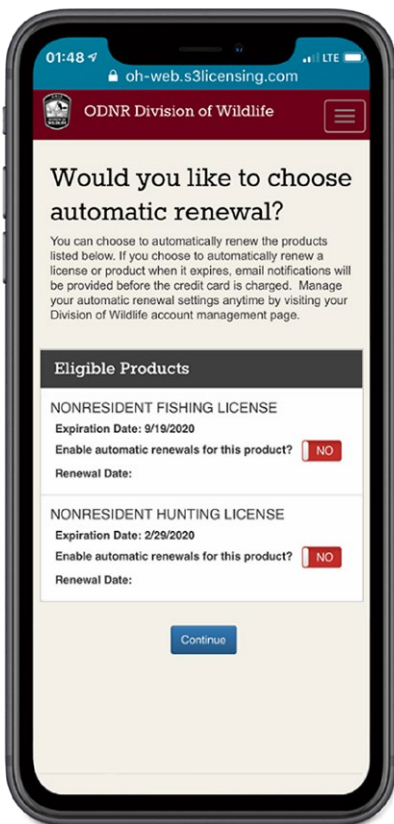 01:48
LTE
oh-web.s3licensing.com
ODNR Division of Wildlife
Would you like to choose
automatic renewal?
You can choose to automatically renew the products
listed below. If you choose to automatically renew a
license or product when it expires, email notifications will
be provided before the credit card is charged. Manage
your automatic renewal settings anytime by visiting your
Division of Wildlife account management page.
Eligible Products
NONRESIDENT FISHING LICENSE
Expiration Date: 9/19/2020
Enable automatic renewals for this product? NO
Renewal Date:
NONRESIDENT HUNTING LICENSE
Expiration Date: 2/29/2020
Enable automatic renewals for this product? NO
Renewal Date:
Continue